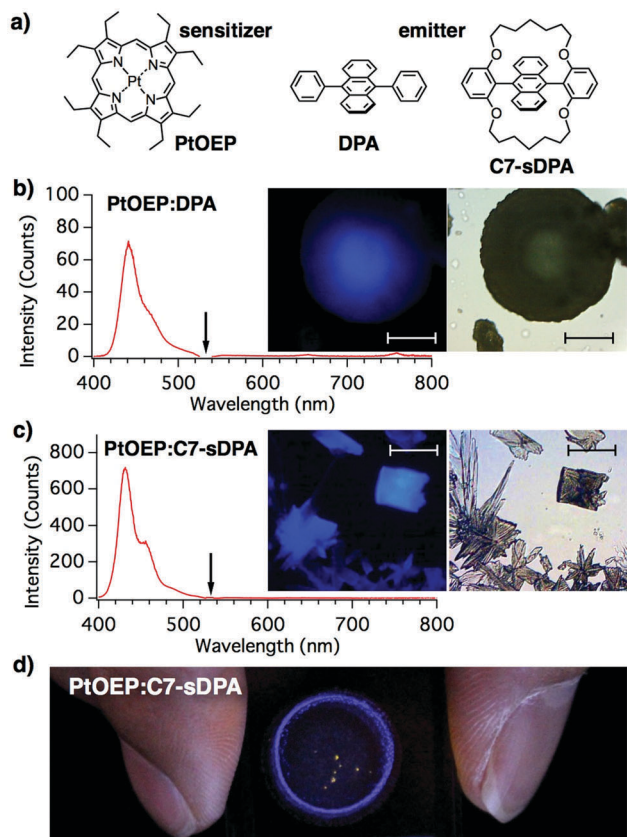 a)
sensitizer
emitter
N
N
Pt
N
N
O
O
O
O
PtOEP
DPA
C7-sDPA
b)
PtOEP:DPA
100
80
60
40
20
0
Intensity (Counts)
400
500
600
700
800
Wavelength (nm)
c)
PtOEP:C7-sDPA
800
600
400
200
0
Intensity (Counts)
400
500
600
700
800
Wavelength (nm)
d)
PtOEP:C7-sDPA